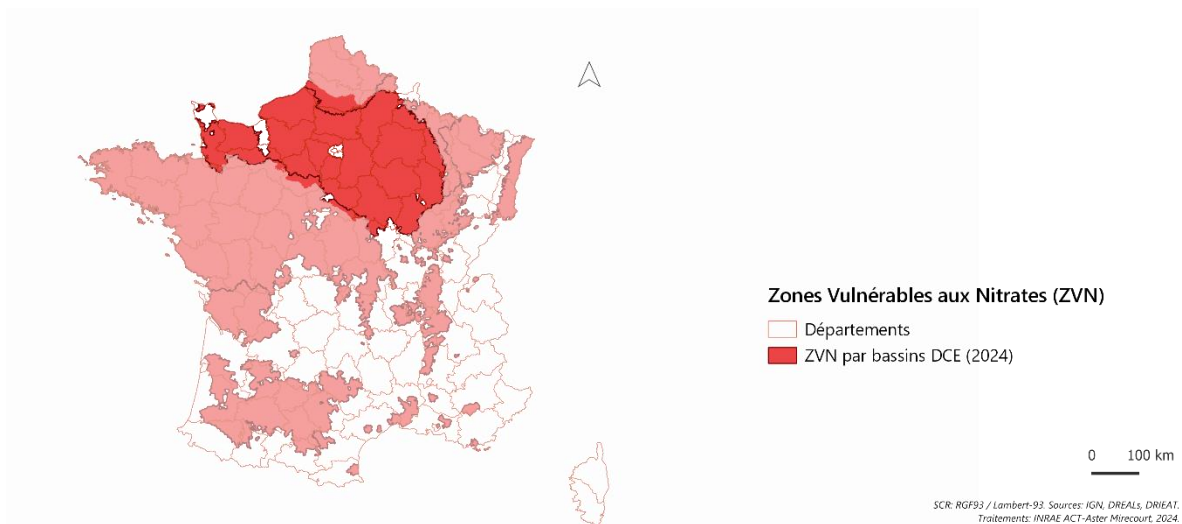 Zones Vulnérables aux Nitrates (ZVN)
Départements
ZVN par bassins DCE (2024)
0 100 km
SCR: RGF93 / Lambert-93. Sources: IGN, DREALs, DRIEAT.
Traitements: INRAE ACT-Aster Mirecourt, 2024.